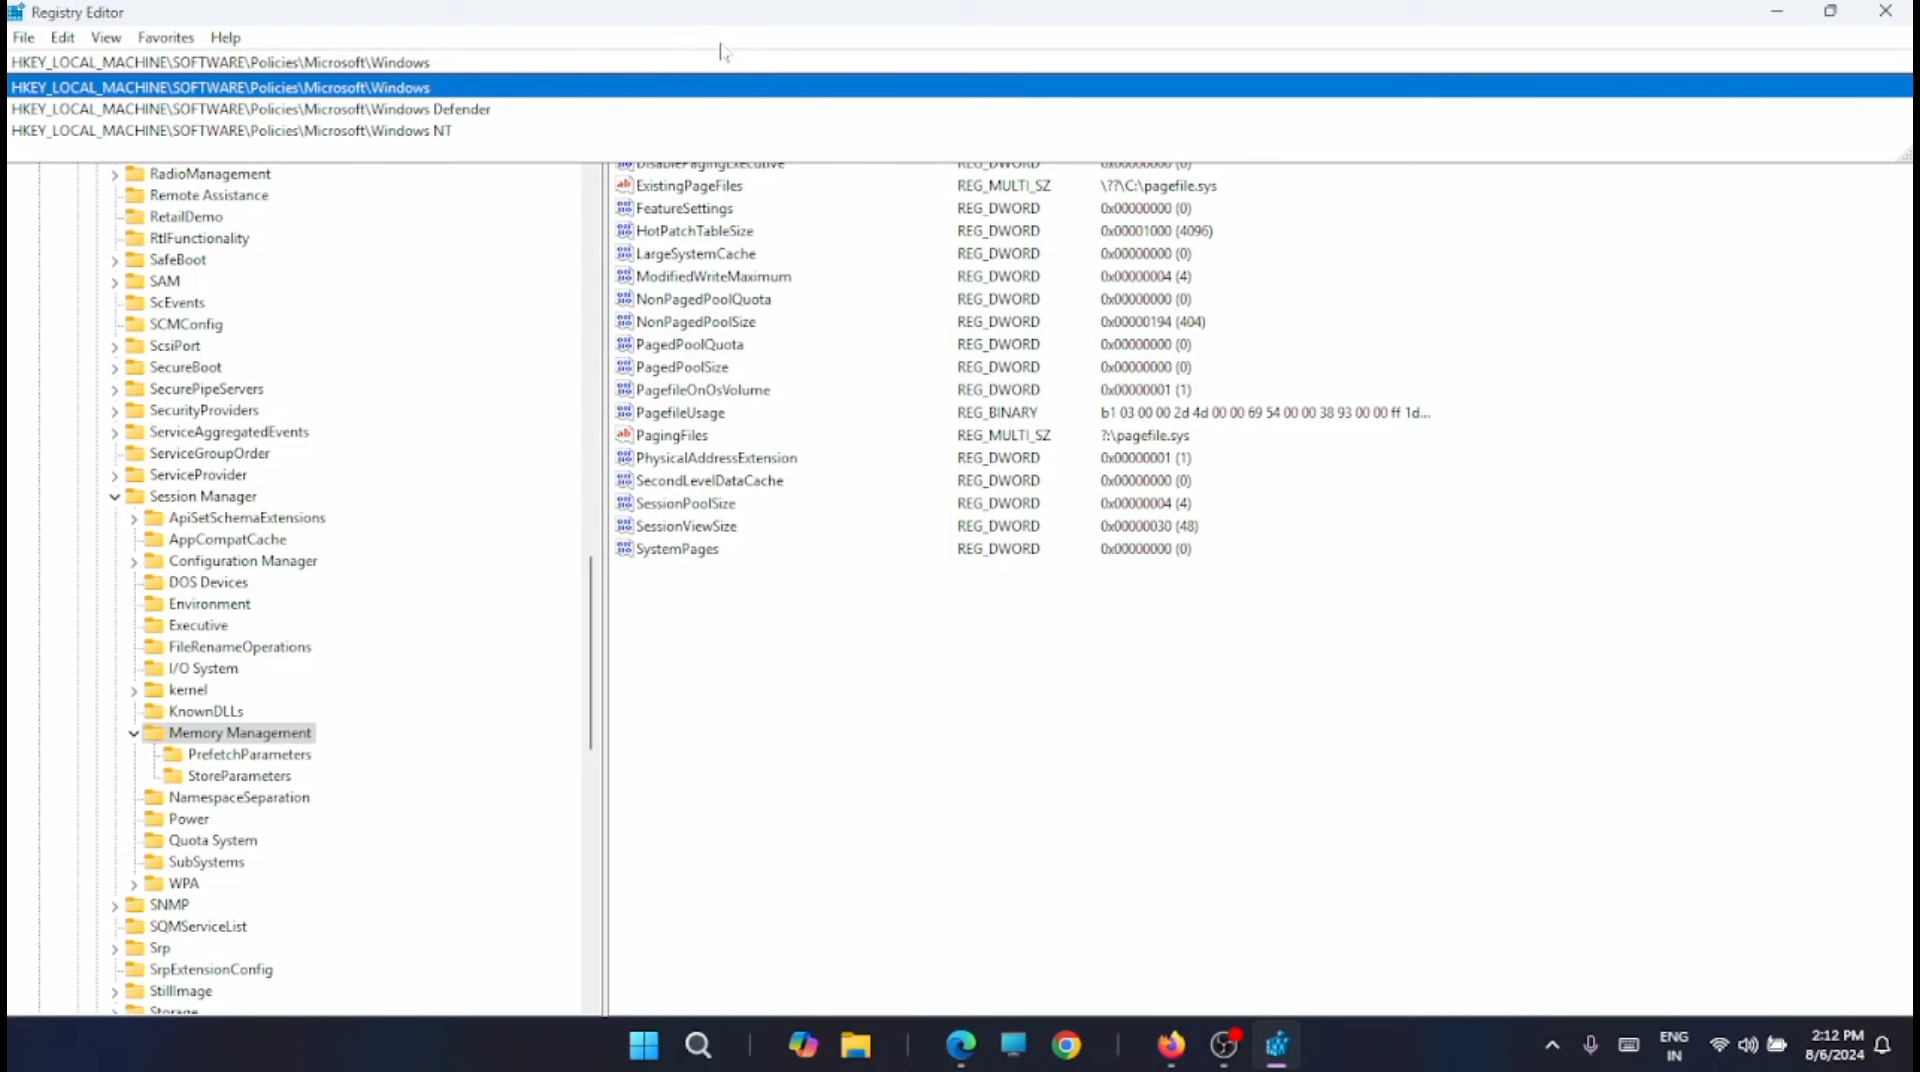 Registry Editor
File Edit View Favorites Help
HKEY_LOCAL_MACHINE\SOFTWARE\Policies\Microsoft\Windows
HKEY_LOCAL_MACHINE\SOFTWARE\Policies\Microsoft\Windows
HKEY_LOCAL_MACHINE\SOFTWARE\Policies\Microsoft\Windows Defender
HKEY_LOCAL_MACHINE\SOFTWARE\Policies\Microsoft\Windows NT
RadioManagement
Remote Assistance
RetailDemo
RtlFunctionality
SafeBoot
SAM
ScEvents
SCMConfig
ScsiPort
SecureBoot
SecurePipeServers
SecurityProviders
ServiceAggregatedEvents
ServiceGroupOrder
ServiceProvider
Session Manager
ApiSetSchemaExtensions
AppCompatCache
Configuration Manager
DOS Devices
Environment
Executive
FileRenameOperations
I/O System
kernel
KnownDLLs
Memory Management
PrefetchParameters
StoreParameters
NamespaceSeparation
Power
Quota System
SubSystems
WPA
SNMP
SQMServiceList
Srp
SrpExtensionConfig
StillImage
Storage
DisablePagingExecutive REG_DWORD 0x00000000 (0)
ExistingPageFiles REG_MULTI_SZ \??\C:\pagefile.sys
FeatureSettings REG_DWORD 0x00000000 (0)
HotPatchTableSize REG_DWORD 0x00001000 (4096)
LargeSystemCache REG_DWORD 0x00000000 (0)
ModifiedWriteMaximum REG_DWORD 0x00000004 (4)
NonPagedPoolQuota REG_DWORD 0x00000000 (0)
NonPagedPoolSize REG_DWORD 0x00000194 (404)
PagedPoolQuota REG_DWORD 0x00000000 (0)
PagedPoolSize REG_DWORD 0x00000000 (0)
PagefileOnOsVolume REG_DWORD 0x00000001 (1)
PagefileUsage REG_BINARY b1 03 00 00 2d 4d 00 00 69 54 00 00 38 93 00 00 ff 1d...
PagingFiles REG_MULTI_SZ ?:\pagefile.sys
PhysicalAddressExtension REG_DWORD 0x00000001 (1)
SecondLevelDataCache REG_DWORD 0x00000000 (0)
SessionPoolSize REG_DWORD 0x00000004 (4)
SessionViewSize REG_DWORD 0x00000030 (48)
SystemPages REG_DWORD 0x00000000 (0)
ENG
IN
2:12 PM
8/6/2024